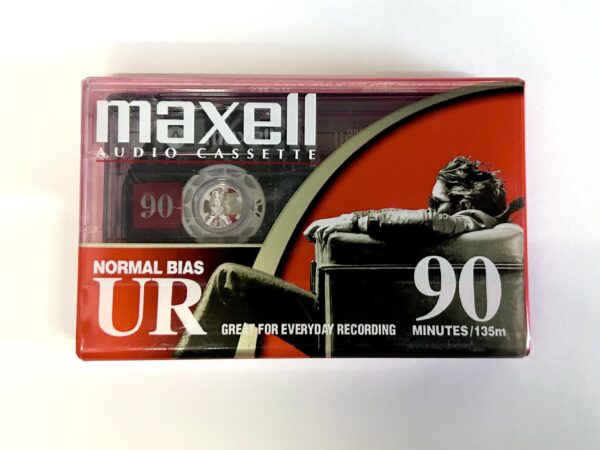 maxell
AUDIO CASSETTE
90
NORMAL BIAS
UR
GREAT FOR EVERYDAY RECORDING
90
MINUTES/135m